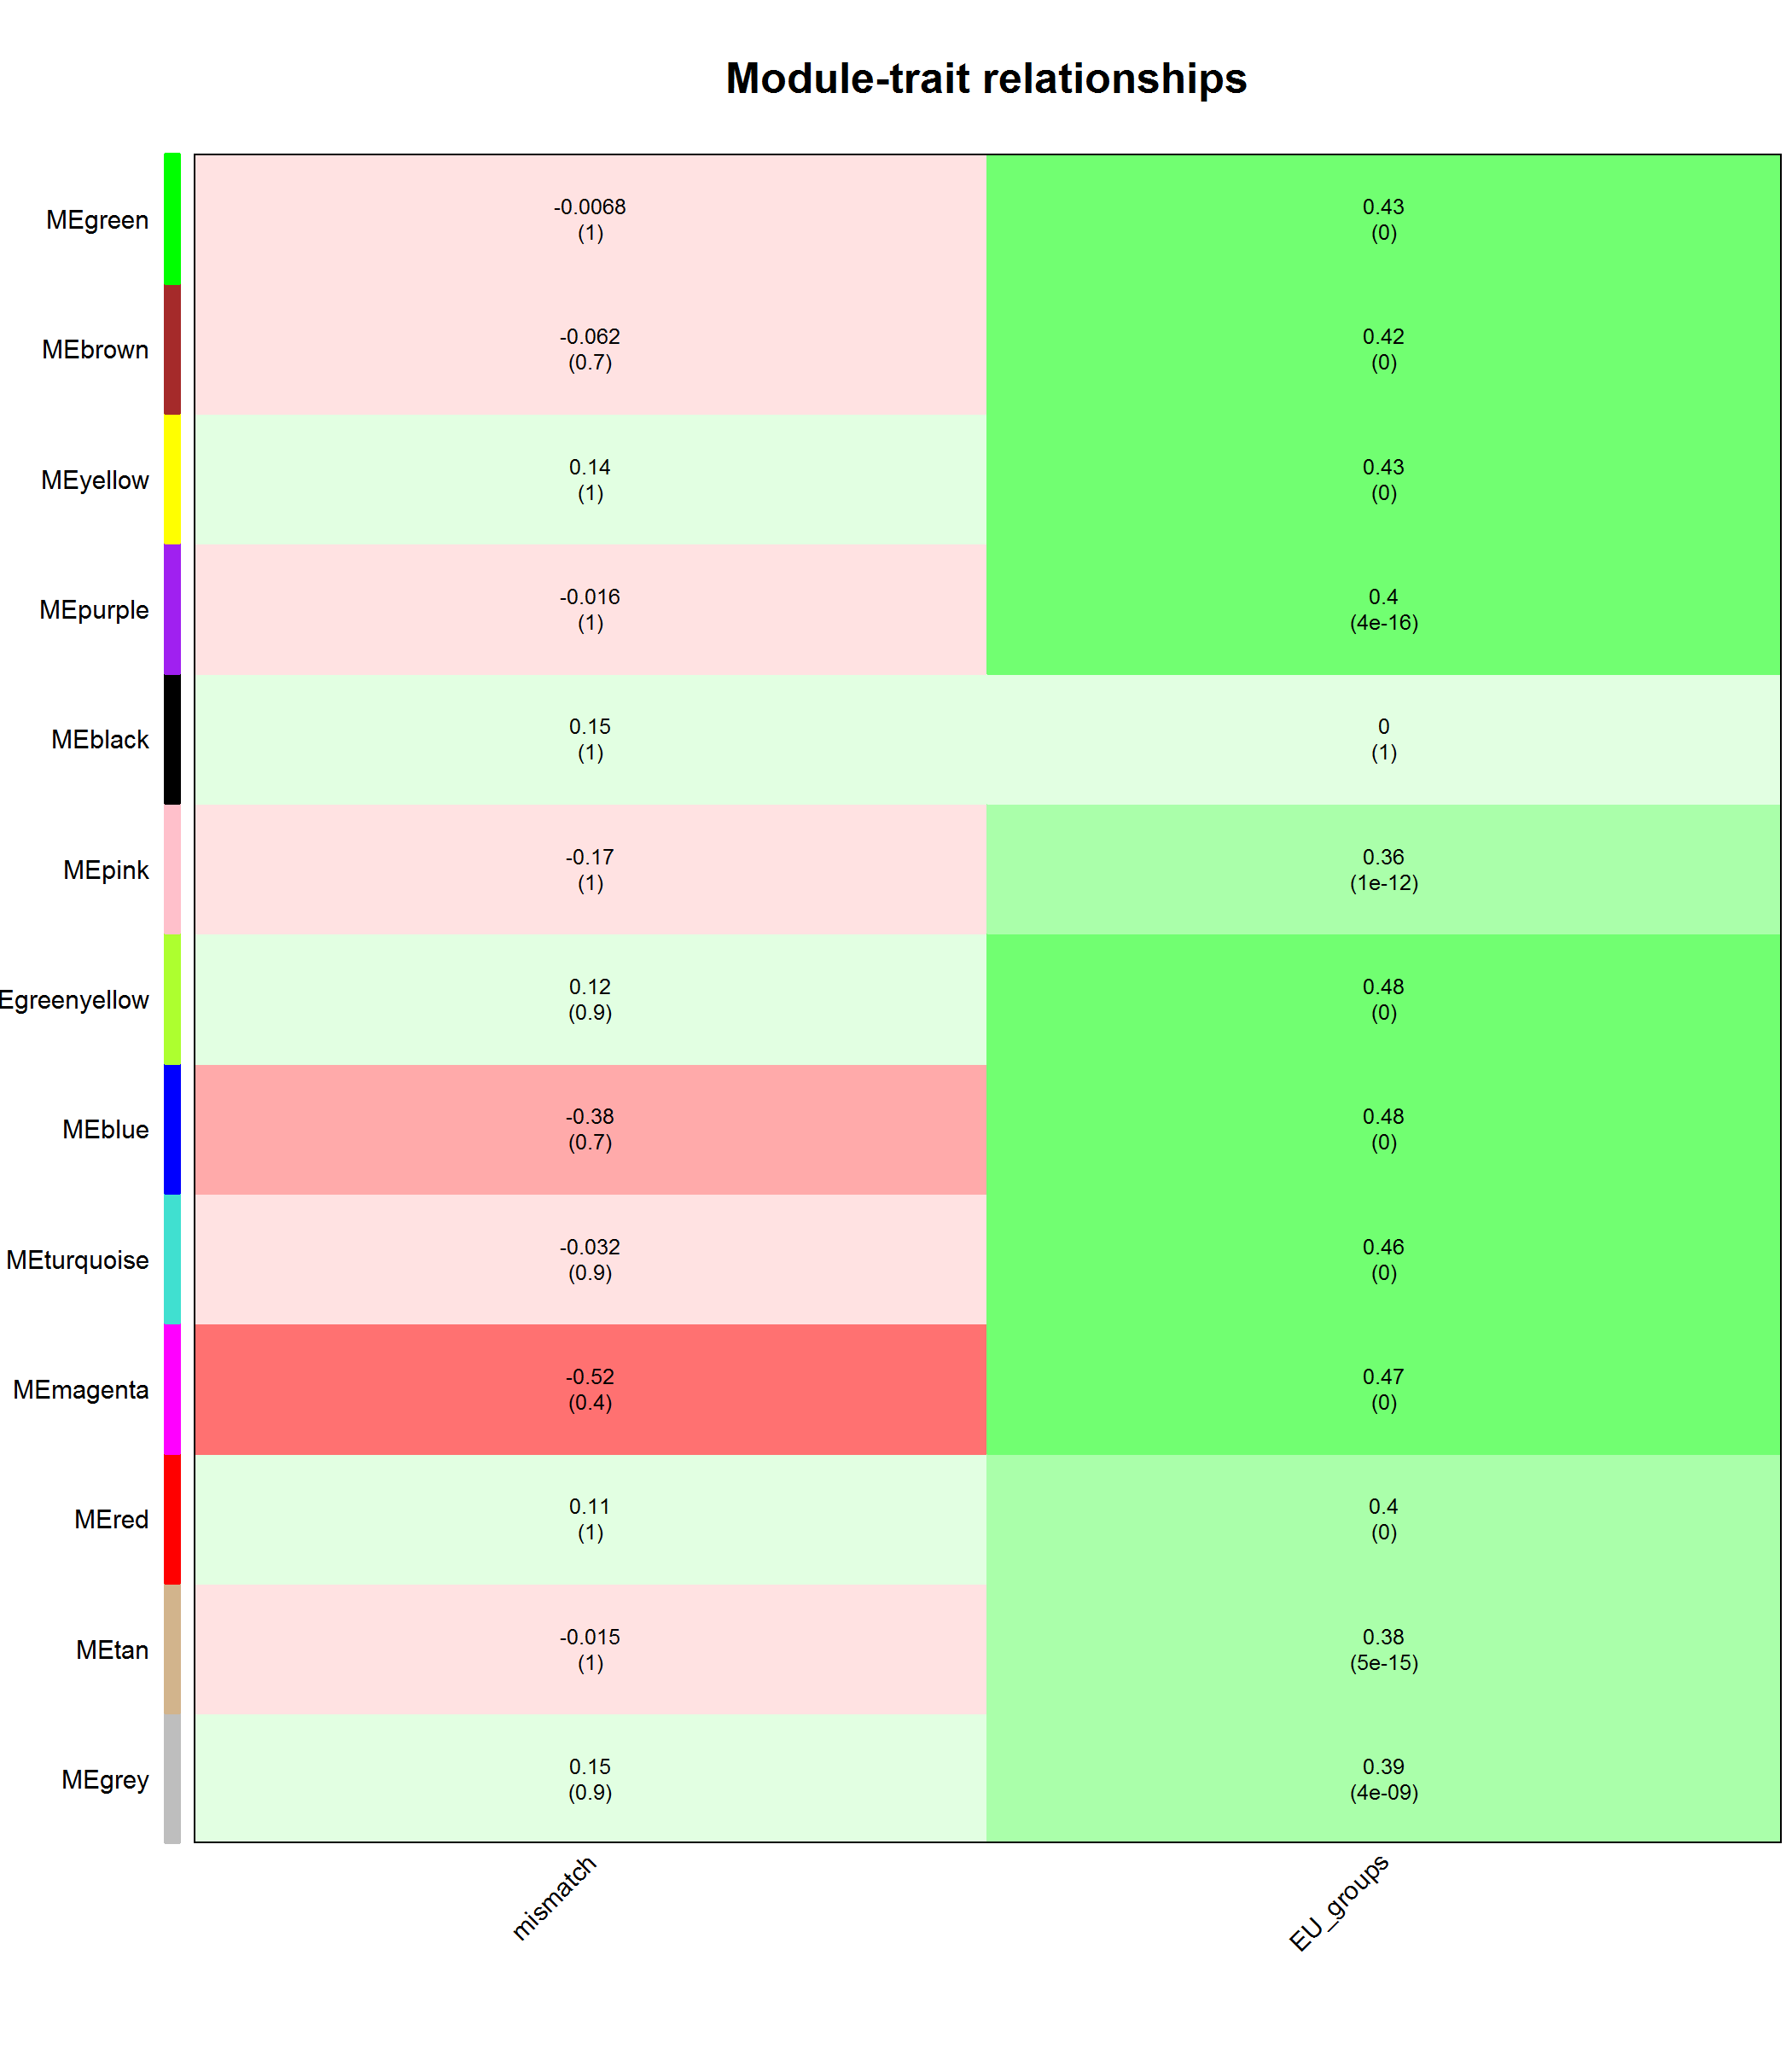 Module-trait relationships
MEgreen
-0.0068
(1)
0.43
(0)
MEbrown
-0.062
(0.7)
0.42
(0)
MEyellow
0.14
(1)
0.43
(0)
MEpurple
-0.016
(1)
0.4
(4e-16)
MEblack
0.15
(1)
0
(1)
MEpink
-0.17
(1)
0.36
(1e-12)
Egreenyellow
0.12
(0.9)
0.48
(0)
MEblue
-0.38
(0.7)
0.48
(0)
MEturquoise
-0.032
(0.9)
0.46
(0)
MEmagenta
-0.52
(0.4)
0.47
(0)
MEred
0.11
(1)
0.4
(0)
MEtan
-0.015
(1)
0.38
(5e-15)
MEgrey
0.15
(0.9)
0.39
(4e-09)
mismatch
EU_groups